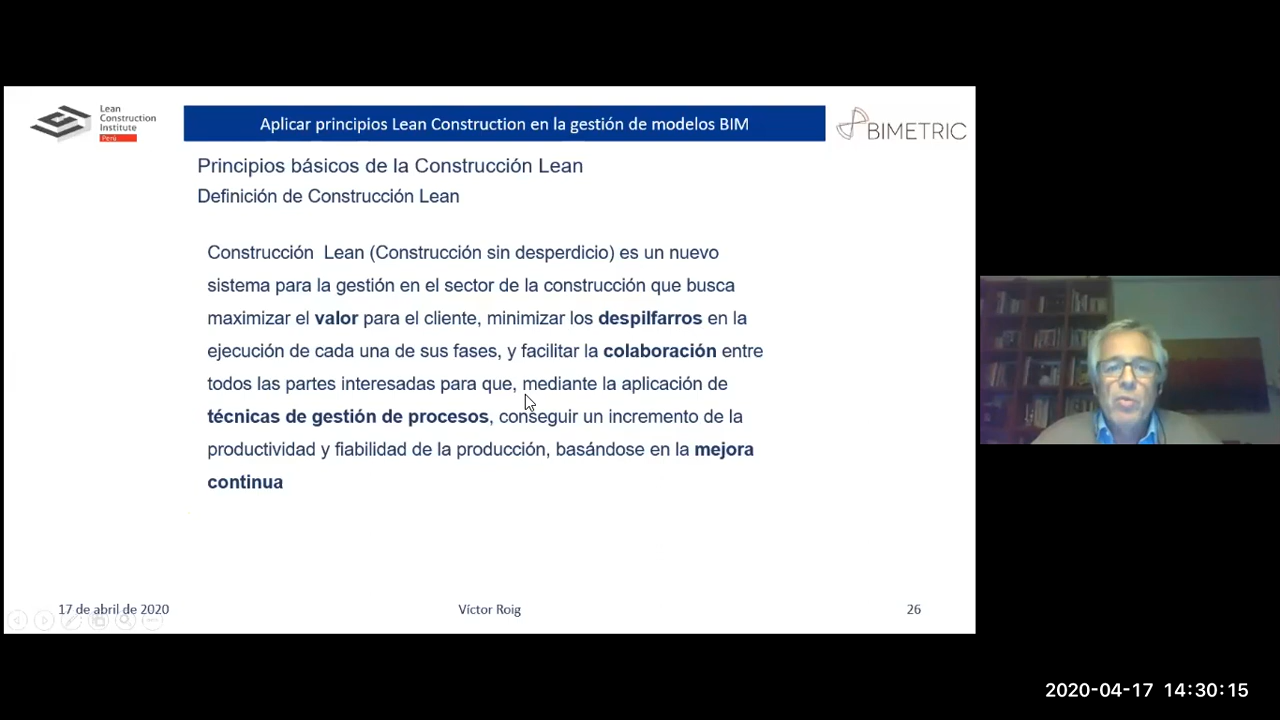 Lean
Construction
Institute
Perú
Aplicar principios Lean Construction en la gestión de modelos BIM
BIMETRIC
Principios básicos de la Construcción Lean
Definición de Construcción Lean
Construcción  Lean (Construcción sin desperdicio) es un nuevo
sistema para la gestión en el sector de la construcción que busca
maximizar el valor para el cliente, minimizar los despilfarros en la
ejecución de cada una de sus fases, y facilitar la colaboración entre
todos las partes interesadas para que, mediante la aplicación de
técnicas de gestión de procesos, conseguir un incremento de la
productividad y fiabilidad de la producción, basándose en la mejora
continua
17 de abril de 2020
Víctor Roig
26
2020-04-17 14:30:15